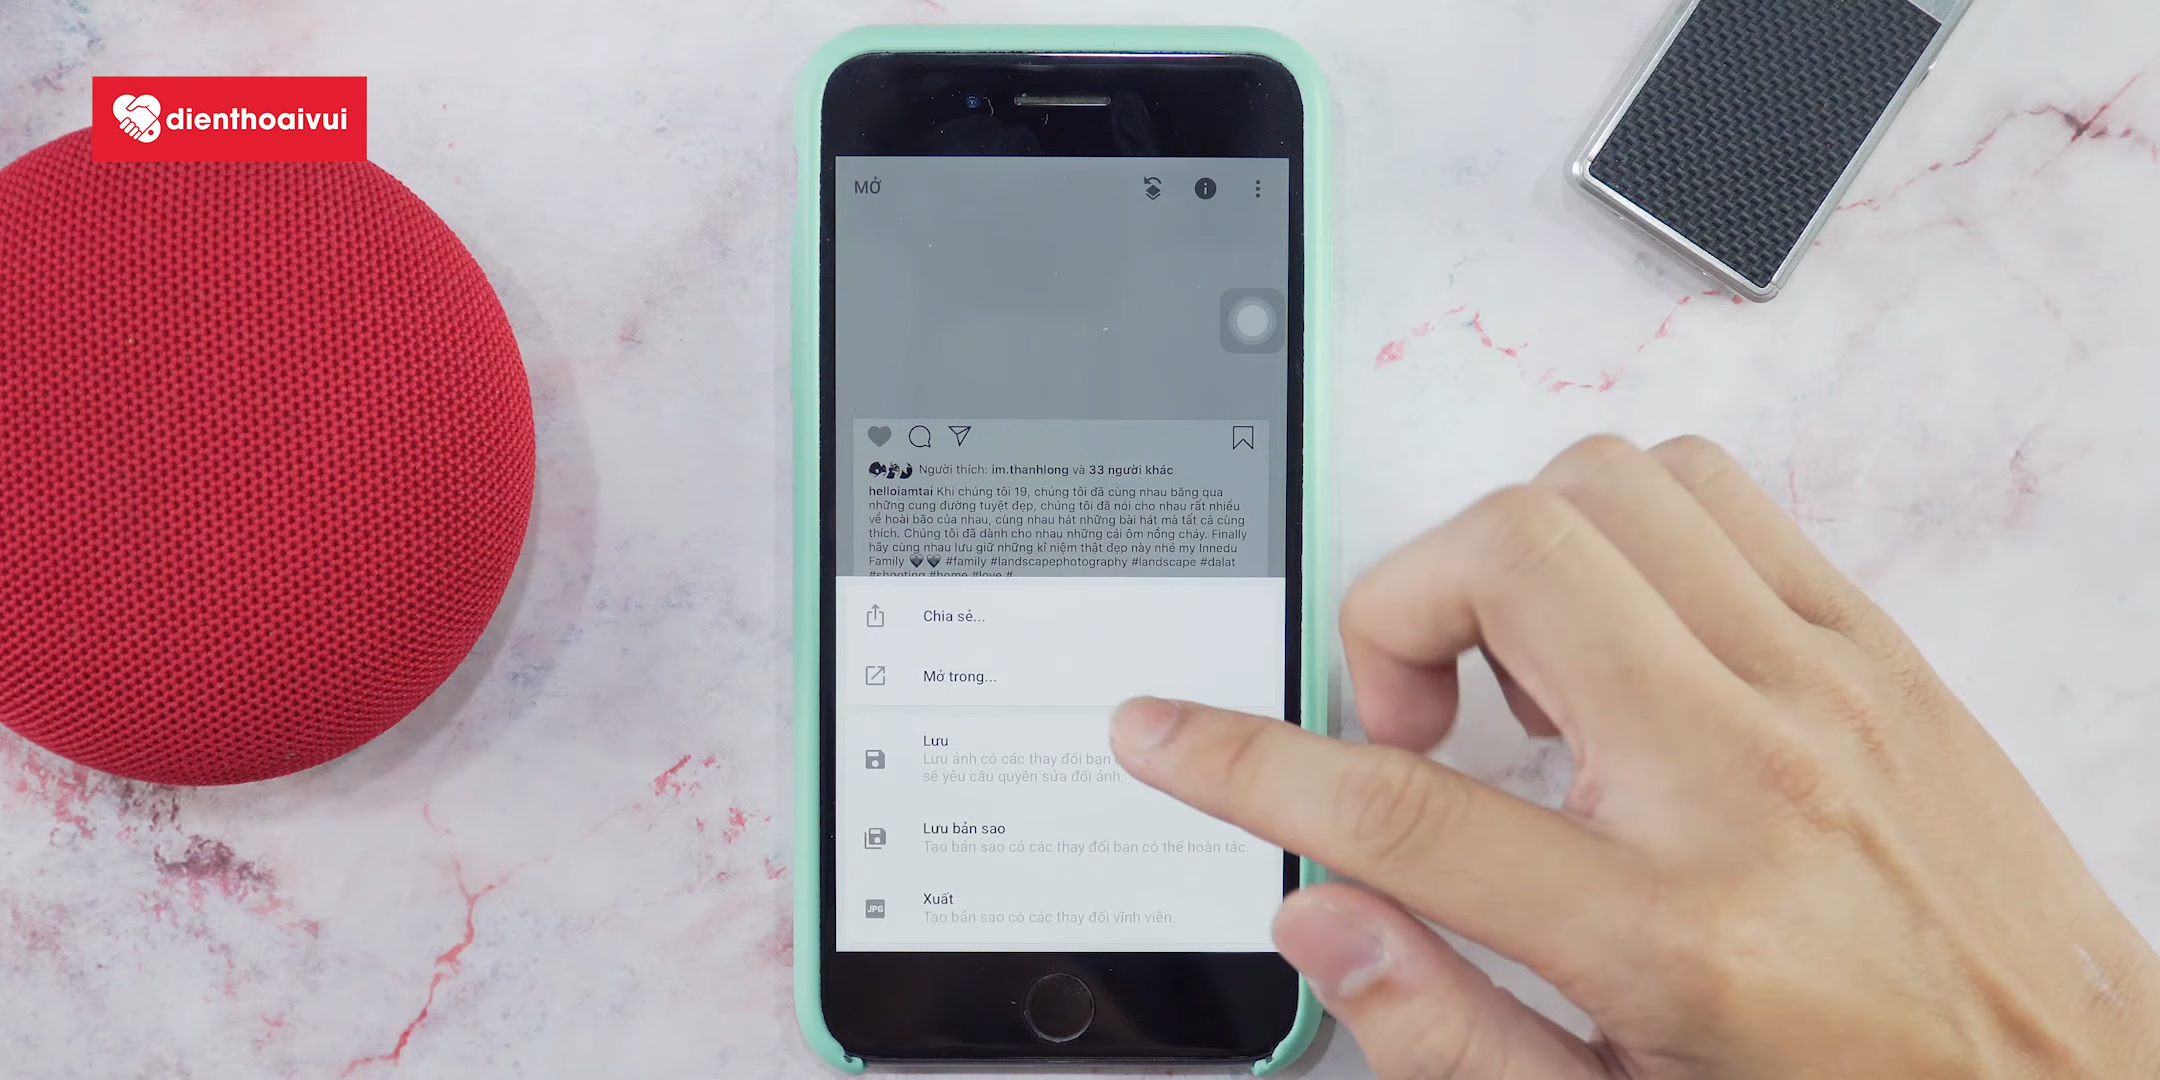 dienthoaivui
MỞ
Người thích: im.thanhlong và 33 người khác
helloiamtai Khi chúng tôi 19, chúng tôi đã cùng nhau băng qua
những cung đường tuyệt đẹp, chúng tôi đã nói cho nhau rất nhiều
về hoài bão của nhau, cùng nhau hát những bài hát mà tất cả cùng
thích. Chúng tôi đã dành cho nhau những cái ôm nồng cháy. Finally
hãy cùng nhau lưu giữ những kỉ niệm thật đẹp này nhé my Innedu
Family 🖤🖤 #family #landscapephotography #landscape #dalat
#shooting #home #love #
Chia sẻ...
Mở trong...
Lưu
Lưu ảnh có các thay đổi bạn
sẽ yêu cầu quyền sửa đổi ảnh.
Lưu bản sao
Tạo bản sao có các thay đổi bạn có thể hoàn tác.
JPG
Xuất
Tạo bản sao có các thay đổi vĩnh viễn.